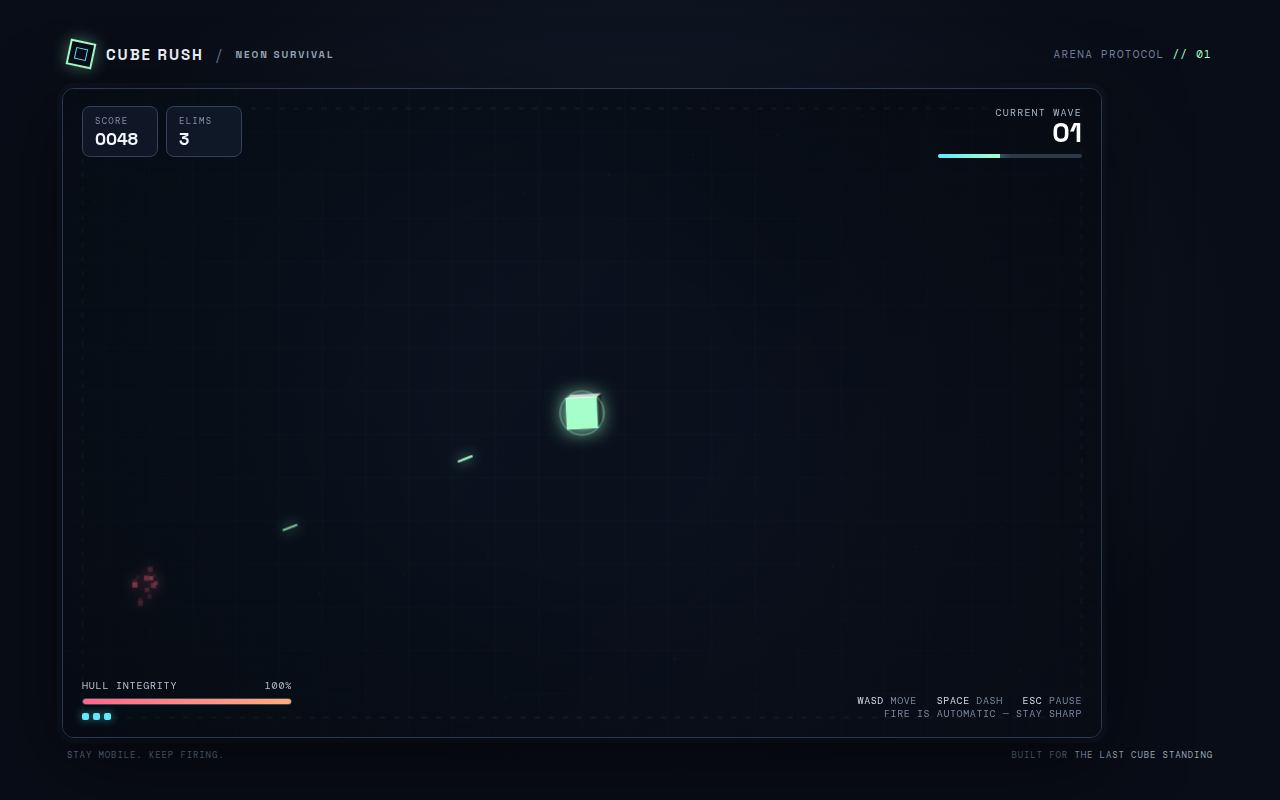 CUBE RUSH / NEON SURVIVAL
ARENA PROTOCOL // 01
SCORE
0048
ELIMS
3
CURRENT WAVE
01
HULL INTEGRITY 100%
WASD MOVE SPACE DASH ESC PAUSE
FIRE IS AUTOMATIC — STAY SHARP
STAY MOBILE. KEEP FIRING.
BUILT FOR THE LAST CUBE STANDING